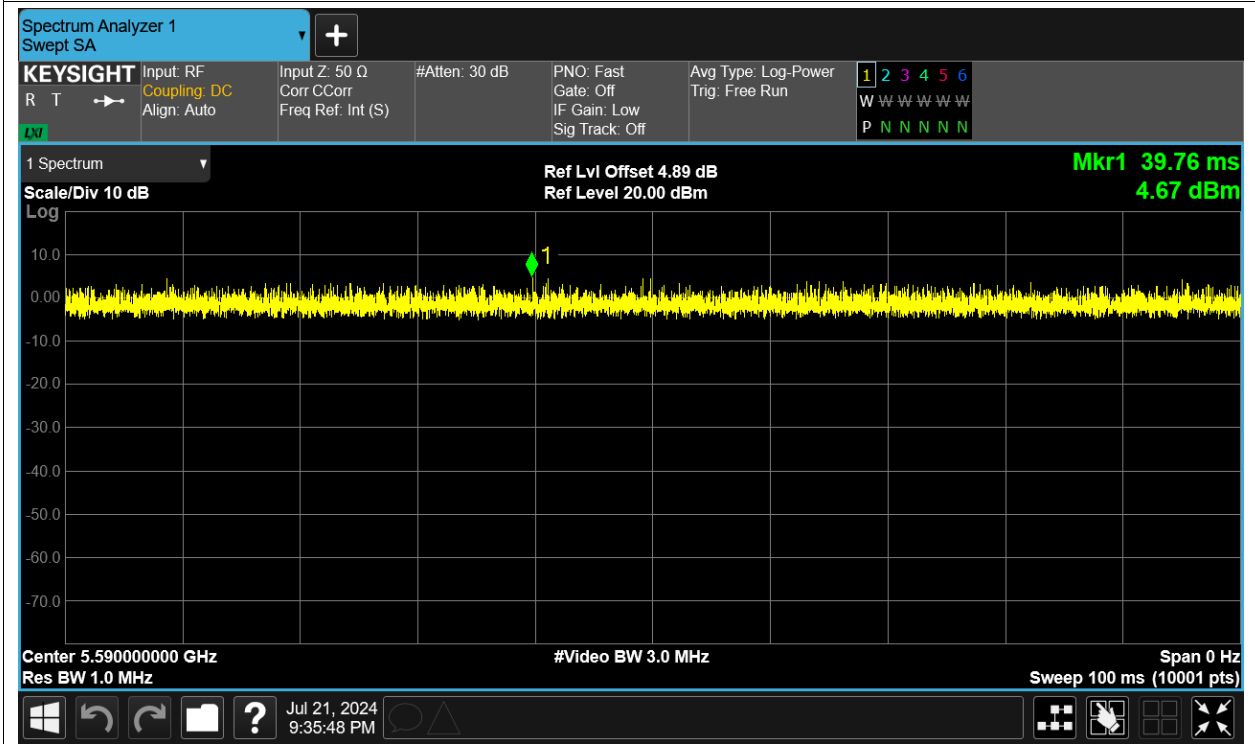 Spectrum Analyzer 1
Swept SA
KEYSIGHT
R T
LXI
Input: RF
Coupling: DC
Align: Auto
Input Z: 50 Ω
Corr CCorr
Freq Ref: Int (S)
#Atten: 30 dB
PNO: Fast
Gate: Off
IF Gain: Low
Sig Track: Off
Avg Type: Log-Power
Trig: Free Run
1 2 3 4 5 6
W W W W W W
P N N N N N
1 Spectrum
Scale/Div 10 dB
Ref Lvl Offset 4.89 dB
Ref Level 20.00 dBm
Mkr1 39.76 ms
4.67 dBm
Log
10.0
0.00
-10.0
-20.0
-30.0
-40.0
-50.0
-60.0
-70.0
1
Center 5.590000000 GHz
Res BW 1.0 MHz
#Video BW 3.0 MHz
Span 0 Hz
Sweep 100 ms (10001 pts)
?
Jul 21, 2024
9:35:48 PM